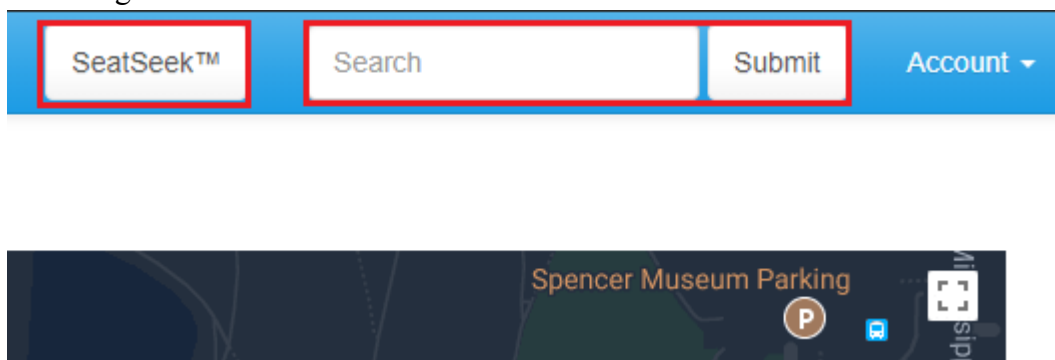 SeatSeek™
Search
Submit
Account
Spencer Museum Parking
P